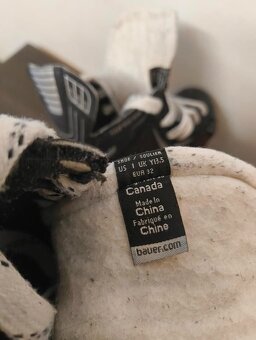 SHOE / SOULIER
US 1 UK Y13.5
EUR 32
Canada
Made in
China
Fabriqué en
Chine
bauer.com